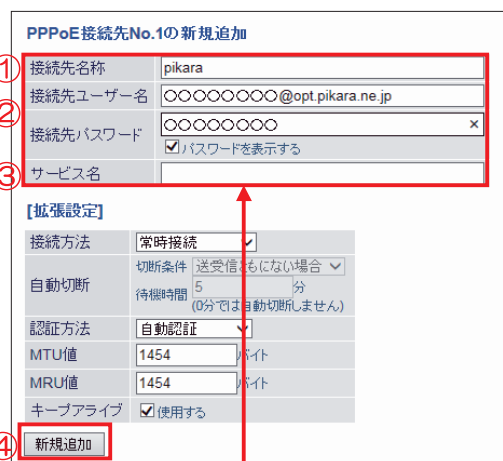 PPPoE接続先No.1の新規追加
① 接続先名称 pikara
② 接続先ユーザー名 ○○○○○○○○@opt.pikara.ne.jp
接続先パスワード ○○○○○○○○ ×
パスワードを表示する
③ サービス名
[拡張設定]
接続方法 常時接続
自動切断 切断条件 送受信ともにない場合
待機時間 5 分
(0分では自動切断しません)
認証方法 自動認証
MTU値 1454 バイト
MRU値 1454 バイト
キープアライブ 使用する
④ 新規追加